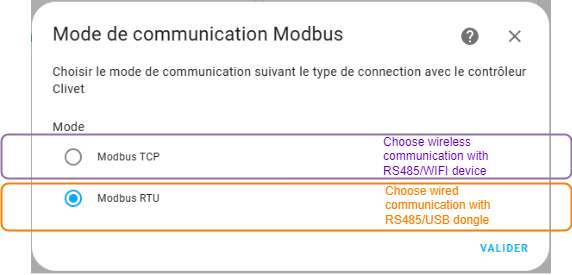 Mode de communication Modbus
Choisir le mode de communication suivant le type de connection avec le contrôleur
Clivet
Mode
Modbus TCP
Choose wireless
communication with
RS485/WIFI device
Modbus RTU
Choose wired
communication with
RS485/USB dongle
VALIDER